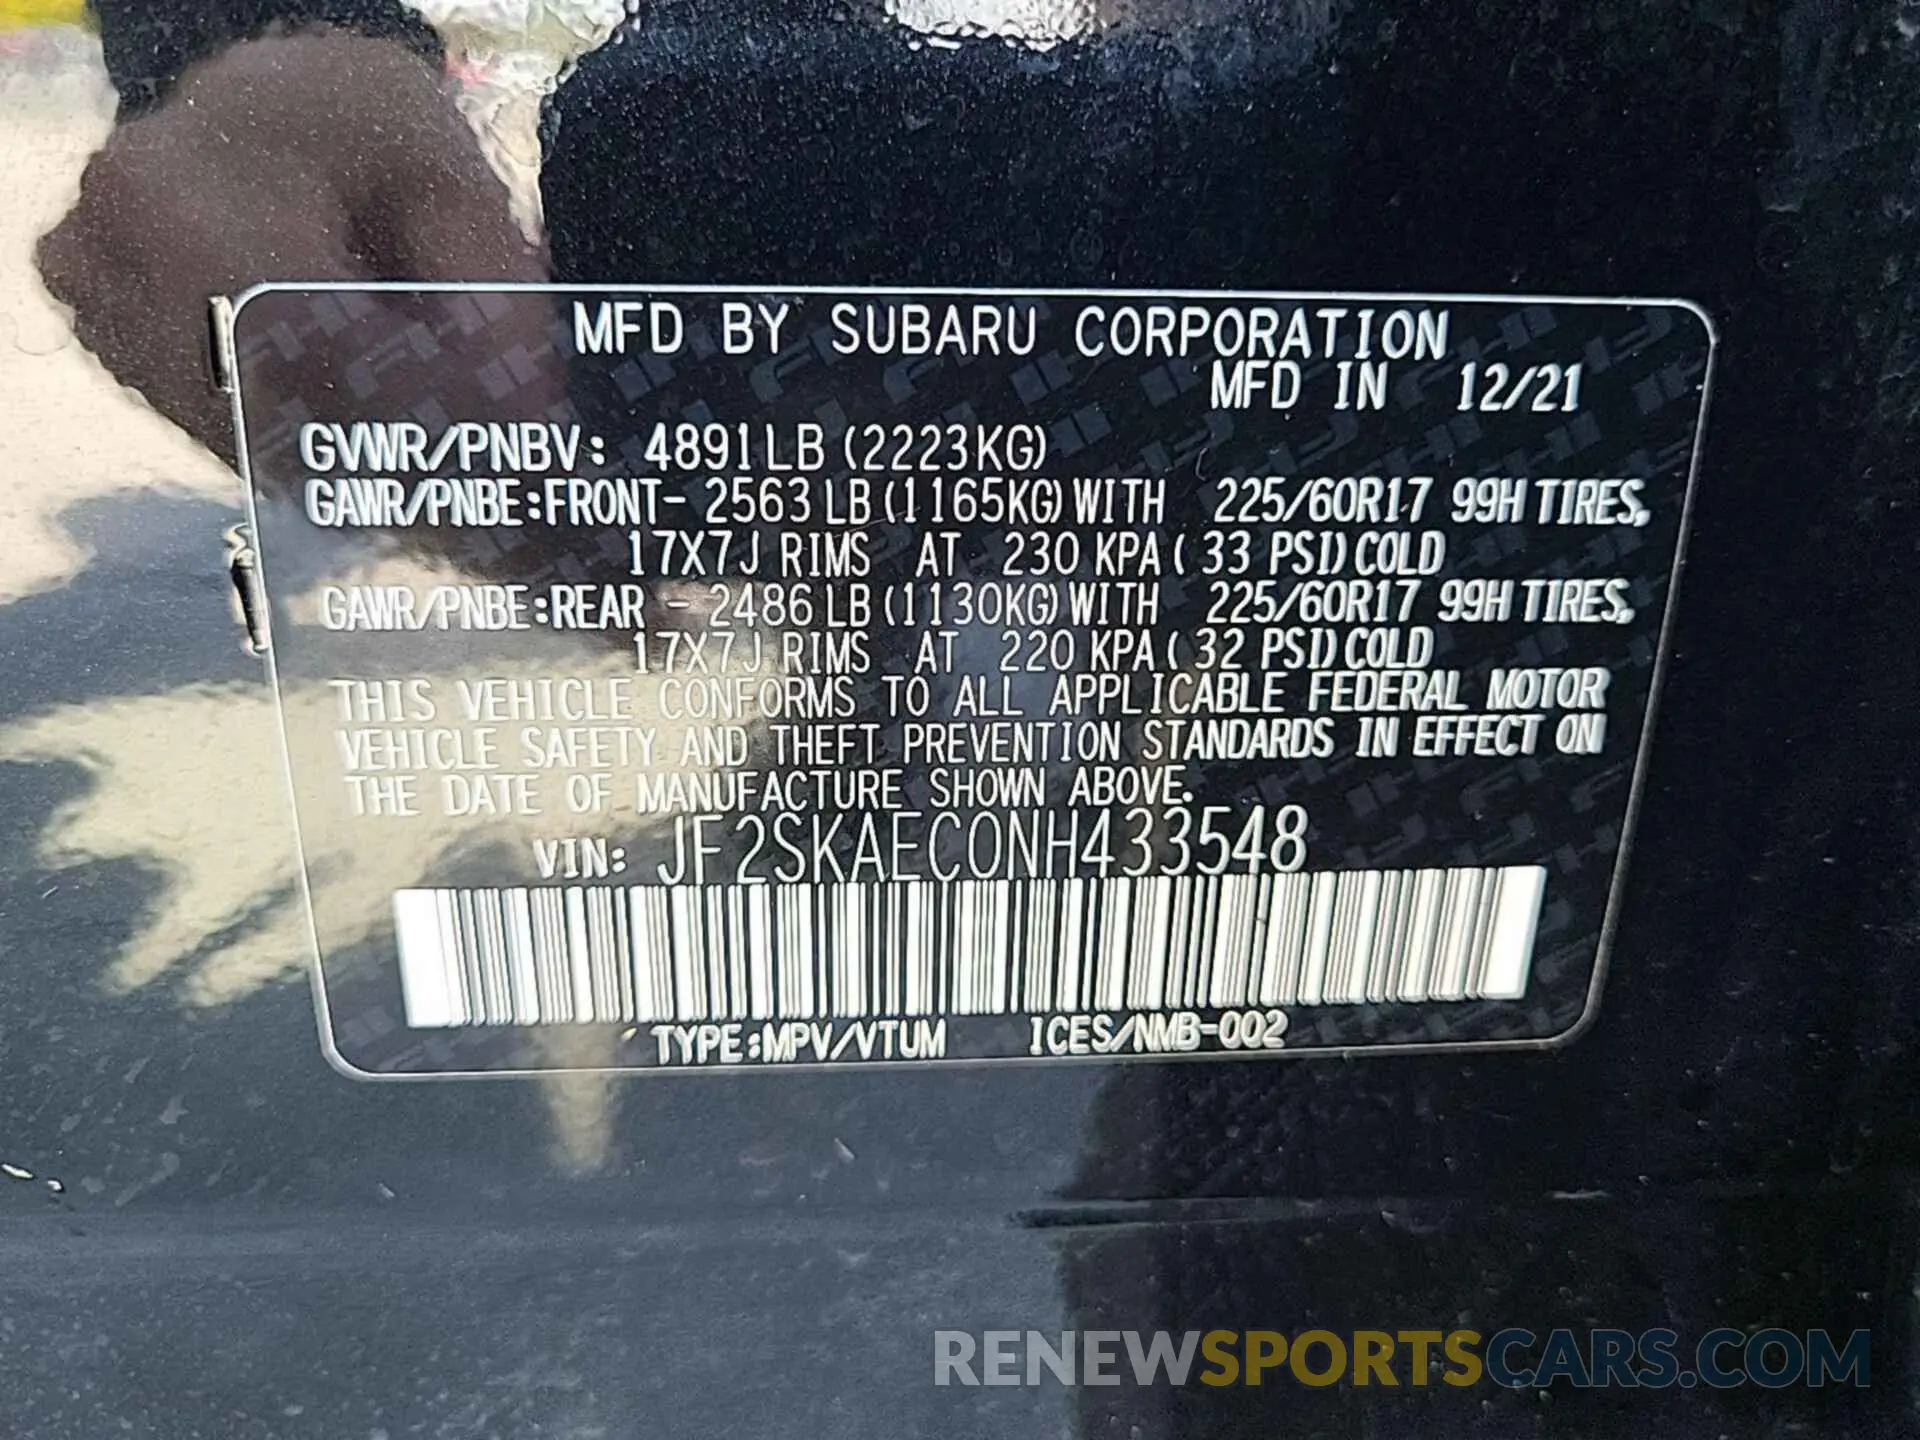 MFD BY SUBARU CORPORATION
MFD IN 12/21
GVWR/PNBV: 4891LB (2223KG)
GAWR/PNBE:FRONT- 2563 LB (1165KG) WITH 225/60R17 99H TIRES,
17X7J RIMS AT 230 KPA ( 33 PSI) COLD
GAWR/PNBE:REAR - 2486 LB (1130KG) WITH 225/60R17 99H TIRES,
17X7J RIMS AT 220 KPA ( 32 PSI) COLD
THIS VEHICLE CONFORMS TO ALL APPLICABLE FEDERAL MOTOR
VEHICLE SAFETY AND THEFT PREVENTION STANDARDS IN EFFECT ON
THE DATE OF MANUFACTURE SHOWN ABOVE.
VIN: JF2SKAEC0NH433548
TYPE:MPV/VTUM ICES/NMB-002
RENEWSPORTSCARS.COM